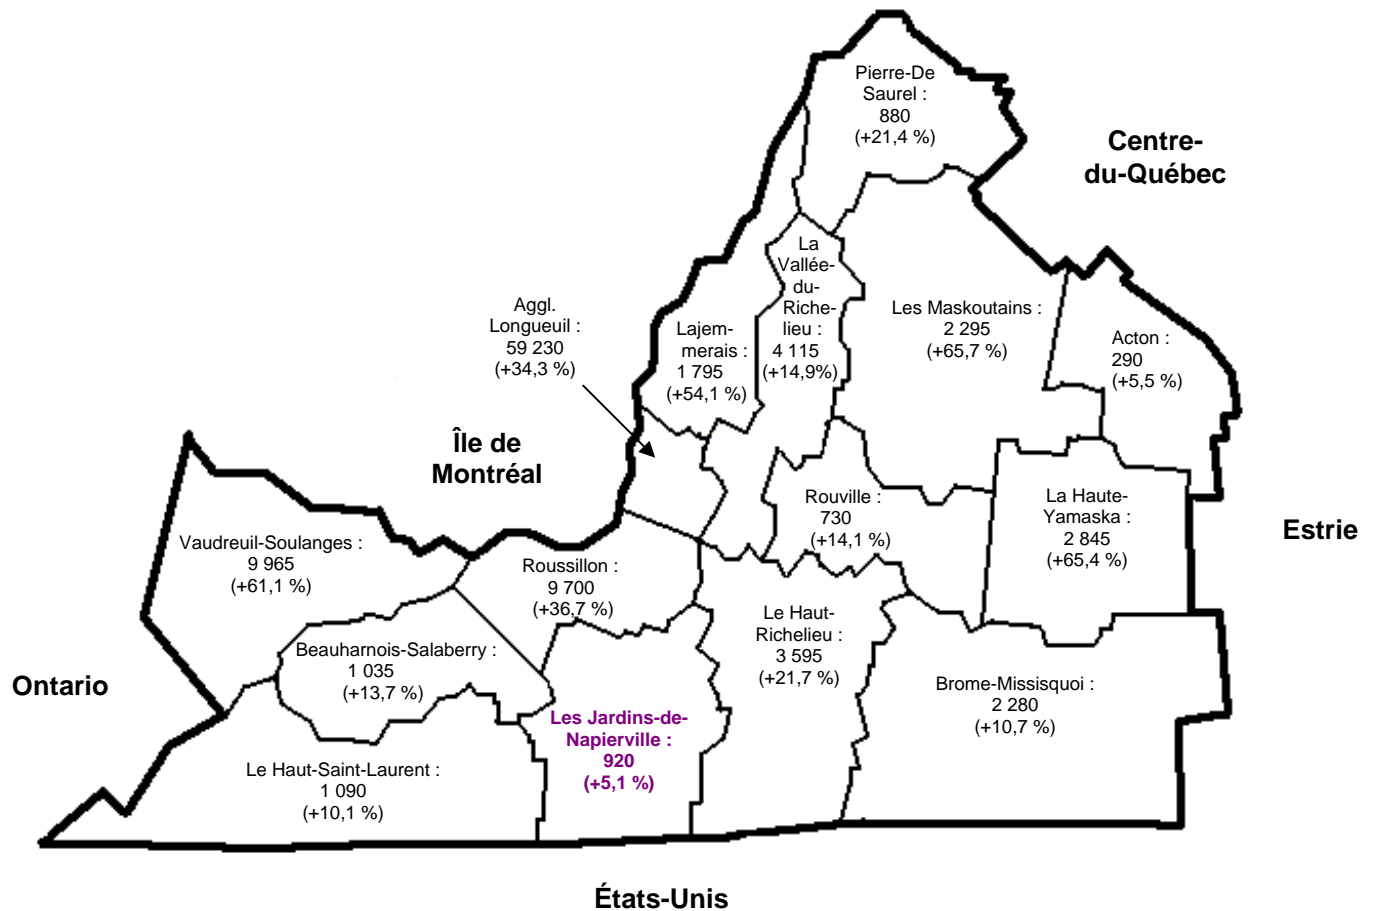 Pierre-De
Saurel :
880
(+21,4 %)
Centre-
du-Québec
La
Vallée-
du-
Riche-
lieu :
4 115
(+14,9%)
Les Maskoutains :
2 295
(+65,7 %)
Acton :
290
(+5,5 %)
Aggl.
Longueuil :
59 230
(+34,3 %)
Lajem-
merais :
1 795
(+54,1 %)
Île de
Montréal
Rouville :
730
(+14,1 %)
La Haute-
Yamaska :
2 845
(+65,4 %)
Estrie
Vaudreuil-Soulanges :
9 965
(+61,1 %)
Roussillon :
9 700
(+36,7 %)
Le Haut-
Richelieu :
3 595
(+21,7 %)
Beauharnois-Salaberry :
1 035
(+13,7 %)
Ontario
Brome-Missisquoi :
2 280
(+10,7 %)
Les Jardins-de-
Napierville :
920
(+5,1 %)
Le Haut-Saint-Laurent :
1 090
(+10,1 %)
États-Unis